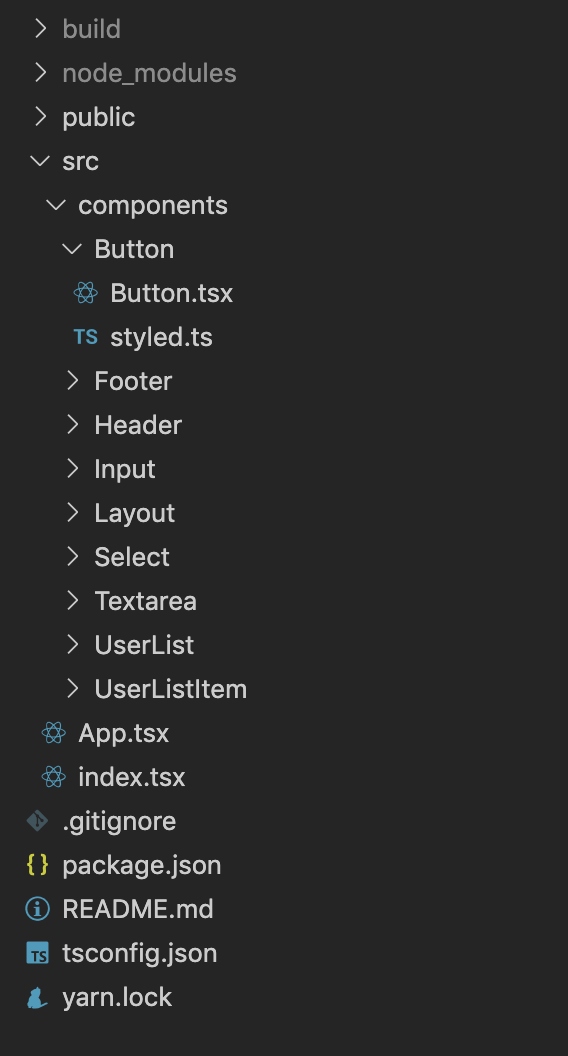 build
node_modules
public
src
components
Button
Button.tsx
TS styled.ts
Footer
Header
Input
Layout
Select
Textarea
UserList
UserListItem
App.tsx
index.tsx
.gitignore
{} package.json
README.md
TS tsconfig.json
yarn.lock